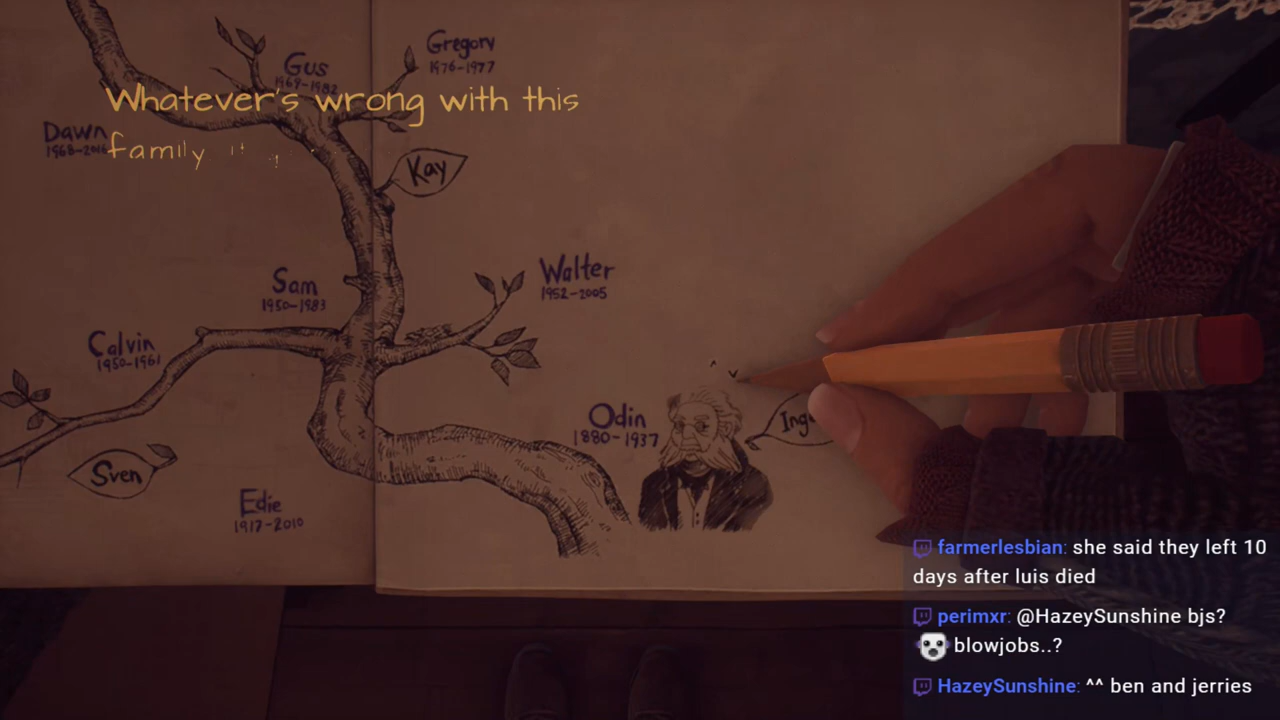 Gregory
1976-1977
Gus
1969-1982
Whatever's wrong with this
family
Dawn
1968-2016
Kay
Sam
1950-1983
Walter
1952-2005
Calvin
1950-1961
Odin
1880-1937
Sven
Edie
1917-2010
farmerlesbian: she said they left 10
days after luis died
perimxr: @HazeySunshine bjs?
blowjobs..?
HazeySunshine: ^^ ben and jerries